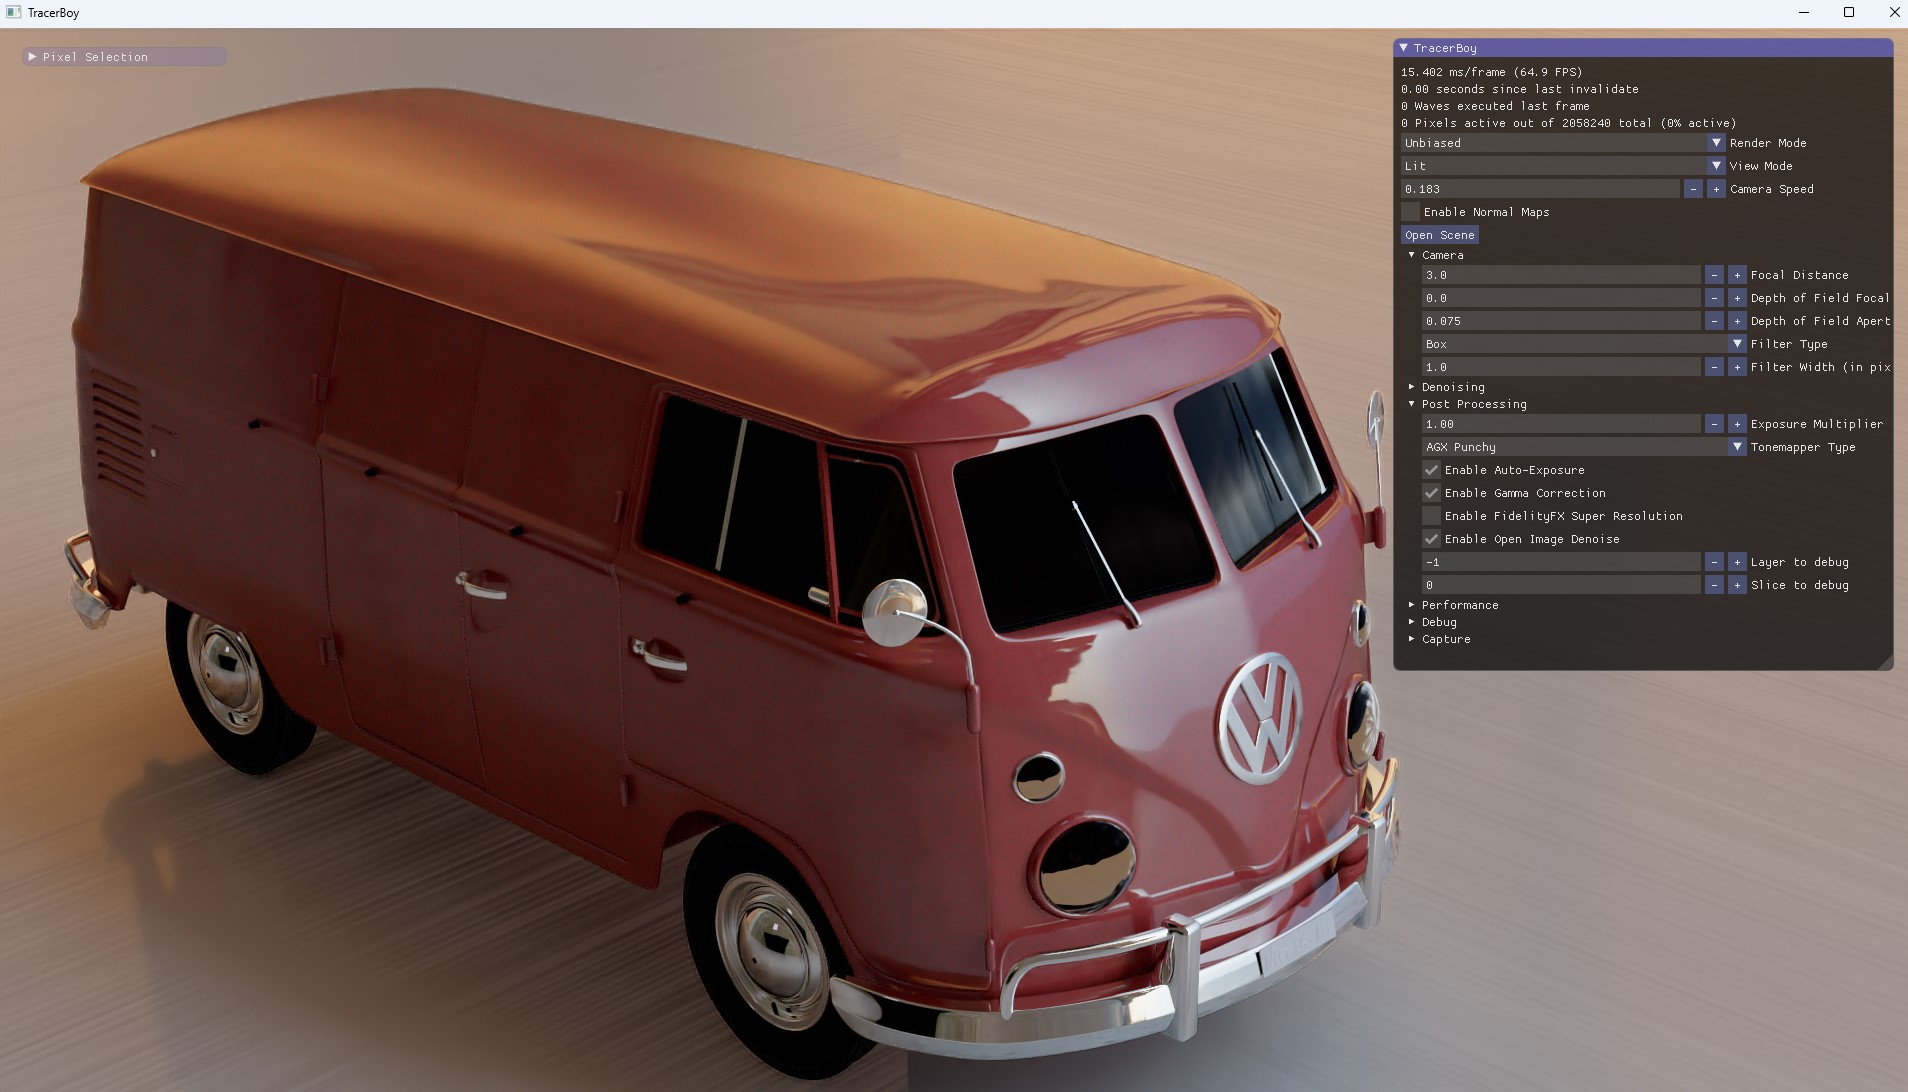 TracerBoy
Pixel Selection
TracerBoy
15.402 ms/frame (64.9 FPS)
0.00 seconds since last invalidate
0 Waves executed last frame
0 Pixels active out of 2058240 total (0% active)
Unbiased Render Mode
Lit View Mode
0.183 - + Camera Speed
Enable Normal Maps
Open Scene
Camera
3.0 - + Focal Distance
0.0 - + Depth of Field Focal
0.075 - + Depth of Field Apert
Box Filter Type
1.0 - + Filter Width (in pix
Denoising
Post Processing
1.00 - + Exposure Multiplier
AGX Punchy Tonemapper Type
Enable Auto-Exposure
Enable Gamma Correction
Enable FidelityFX Super Resolution
Enable Open Image Denoise
-1 - + Layer to debug
0 - + Slice to debug
Performance
Debug
Capture
VW